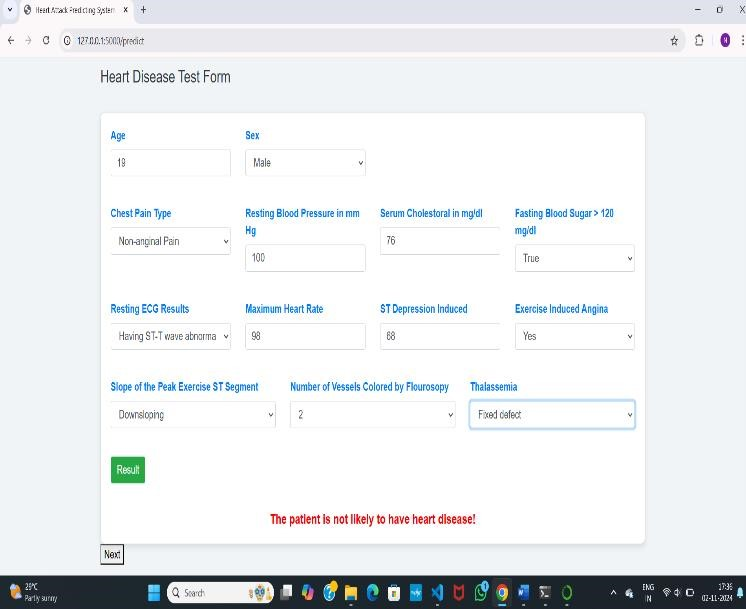 Heart Attack Predicting System
127.0.0.1:5000/predict
N
Heart Disease Test Form
Age
Sex
19
Male
Chest Pain Type
Resting Blood Pressure in mm Hg
Serum Cholestoral in mg/dl
Fasting Blood Sugar > 120 mg/dl
Non-anginal Pain
100
76
True
Resting ECG Results
Maximum Heart Rate
ST Depression Induced
Exercise Induced Angina
Having ST-T wave abnorma
98
68
Yes
Slope of the Peak Exercise ST Segment
Number of Vessels Colored by Flourosopy
Thalassemia
Downsloping
2
Fixed defect
Result
The patient is not likely to have heart disease!
Next
29°C
Partly sunny
Search
ENG
IN
17:36
02-11-2024